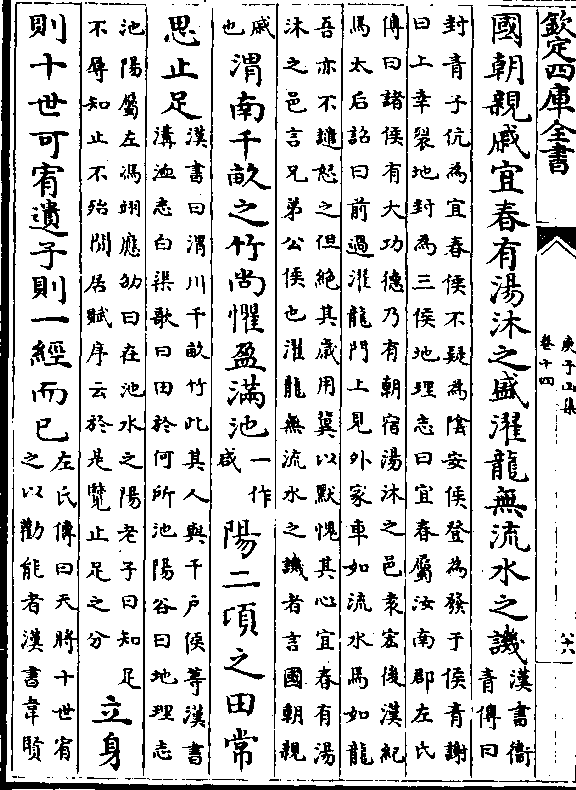 欽定四庫全書
庾子山集
卷十四
國朝親戚宜春有湯沐之盛濯龍無流水之譏
漢書衞
青傳曰
封青子伉為宜春侯不疑為陰安侯登為發于侯青謝
曰上幸裂地封為三侯地理志曰宜春屬汝南郡左氏
傳曰諸侯有大功德乃有朝宿湯沐之邑袁宏後漢紀
馬太后詔曰前過濯龍門上見外家車如流水馬如龍
吾亦不譴怒之但絶其歲用冀以默愧其心宜春有湯
沐之邑言兄弟公侯也濯龍無流水之譏者言國朝親
戚
也
渭南千畝之竹尚懼盈滿池
一作
咸
陽二頃之田常
思止足
漢書曰渭川千畝竹此其人與千户侯等漢書
溝洫志白渠歌曰田於何所池陽谷曰地理志
池陽屬左馮翊應劭曰在池水之陽老子曰知足
不辱知止不殆閒居賦序云於是覽止足之分
立身
則十世可宥遺子則一經而已
左氏傳曰天將十世宥
之以勸能者漢書韋賢